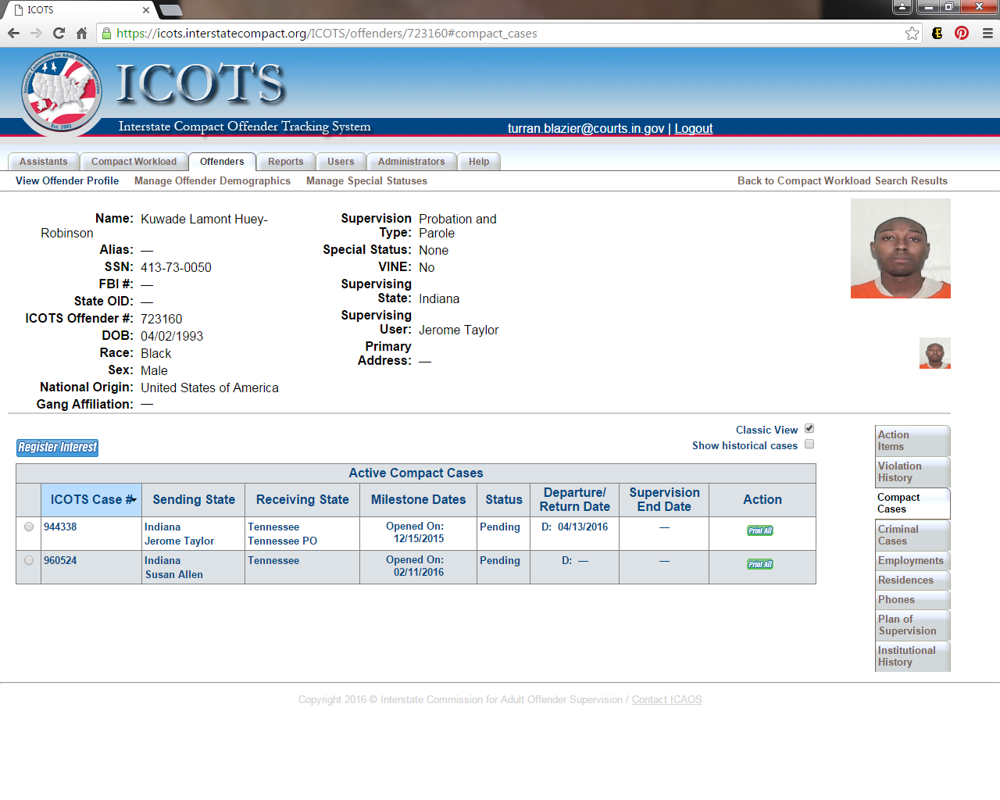 ICOTS
https://icots.interstatecompact.org/ICOTS/offenders/723160#compact_cases
Interstate Commission for Adult Offender Supervision
Est. 2002
ICOTS
Interstate Compact Offender Tracking System
turran.blazier@courts.in.gov | Logout
Assistants Compact Workload Offenders Reports Users Administrators Help
View Offender Profile Manage Offender Demographics Manage Special Statuses Back to Compact Workload Search Results
Name: Kuwade Lamont Huey-
Robinson
Alias: —
SSN: 413-73-0050
FBI #: —
State OID: —
ICOTS Offender #: 723160
DOB: 04/02/1993
Race: Black
Sex: Male
National Origin: United States of America
Gang Affiliation: —
Supervision Probation and
Type: Parole
Special Status: None
VINE: No
Supervising
State: Indiana
Supervising
User: Jerome Taylor
Primary
Address: —
Register Interest
Classic View
Show historical cases
Active Compact Cases
ICOTS Case # Sending State Receiving State Milestone Dates Status Departure/ Return Date Supervision End Date Action
944338 Indiana Tennessee Opened On: Pending D: 04/13/2016 — Print All
Jerome Taylor Tennessee PO 12/15/2015
960524 Indiana Tennessee Opened On: Pending D: — — Print All
Susan Allen 02/11/2016
Action
Items
Violation
History
Compact
Cases
Criminal
Cases
Employments
Residences
Phones
Plan of
Supervision
Institutional
History
Copyright 2016 © Interstate Commission for Adult Offender Supervision / Contact ICAOS